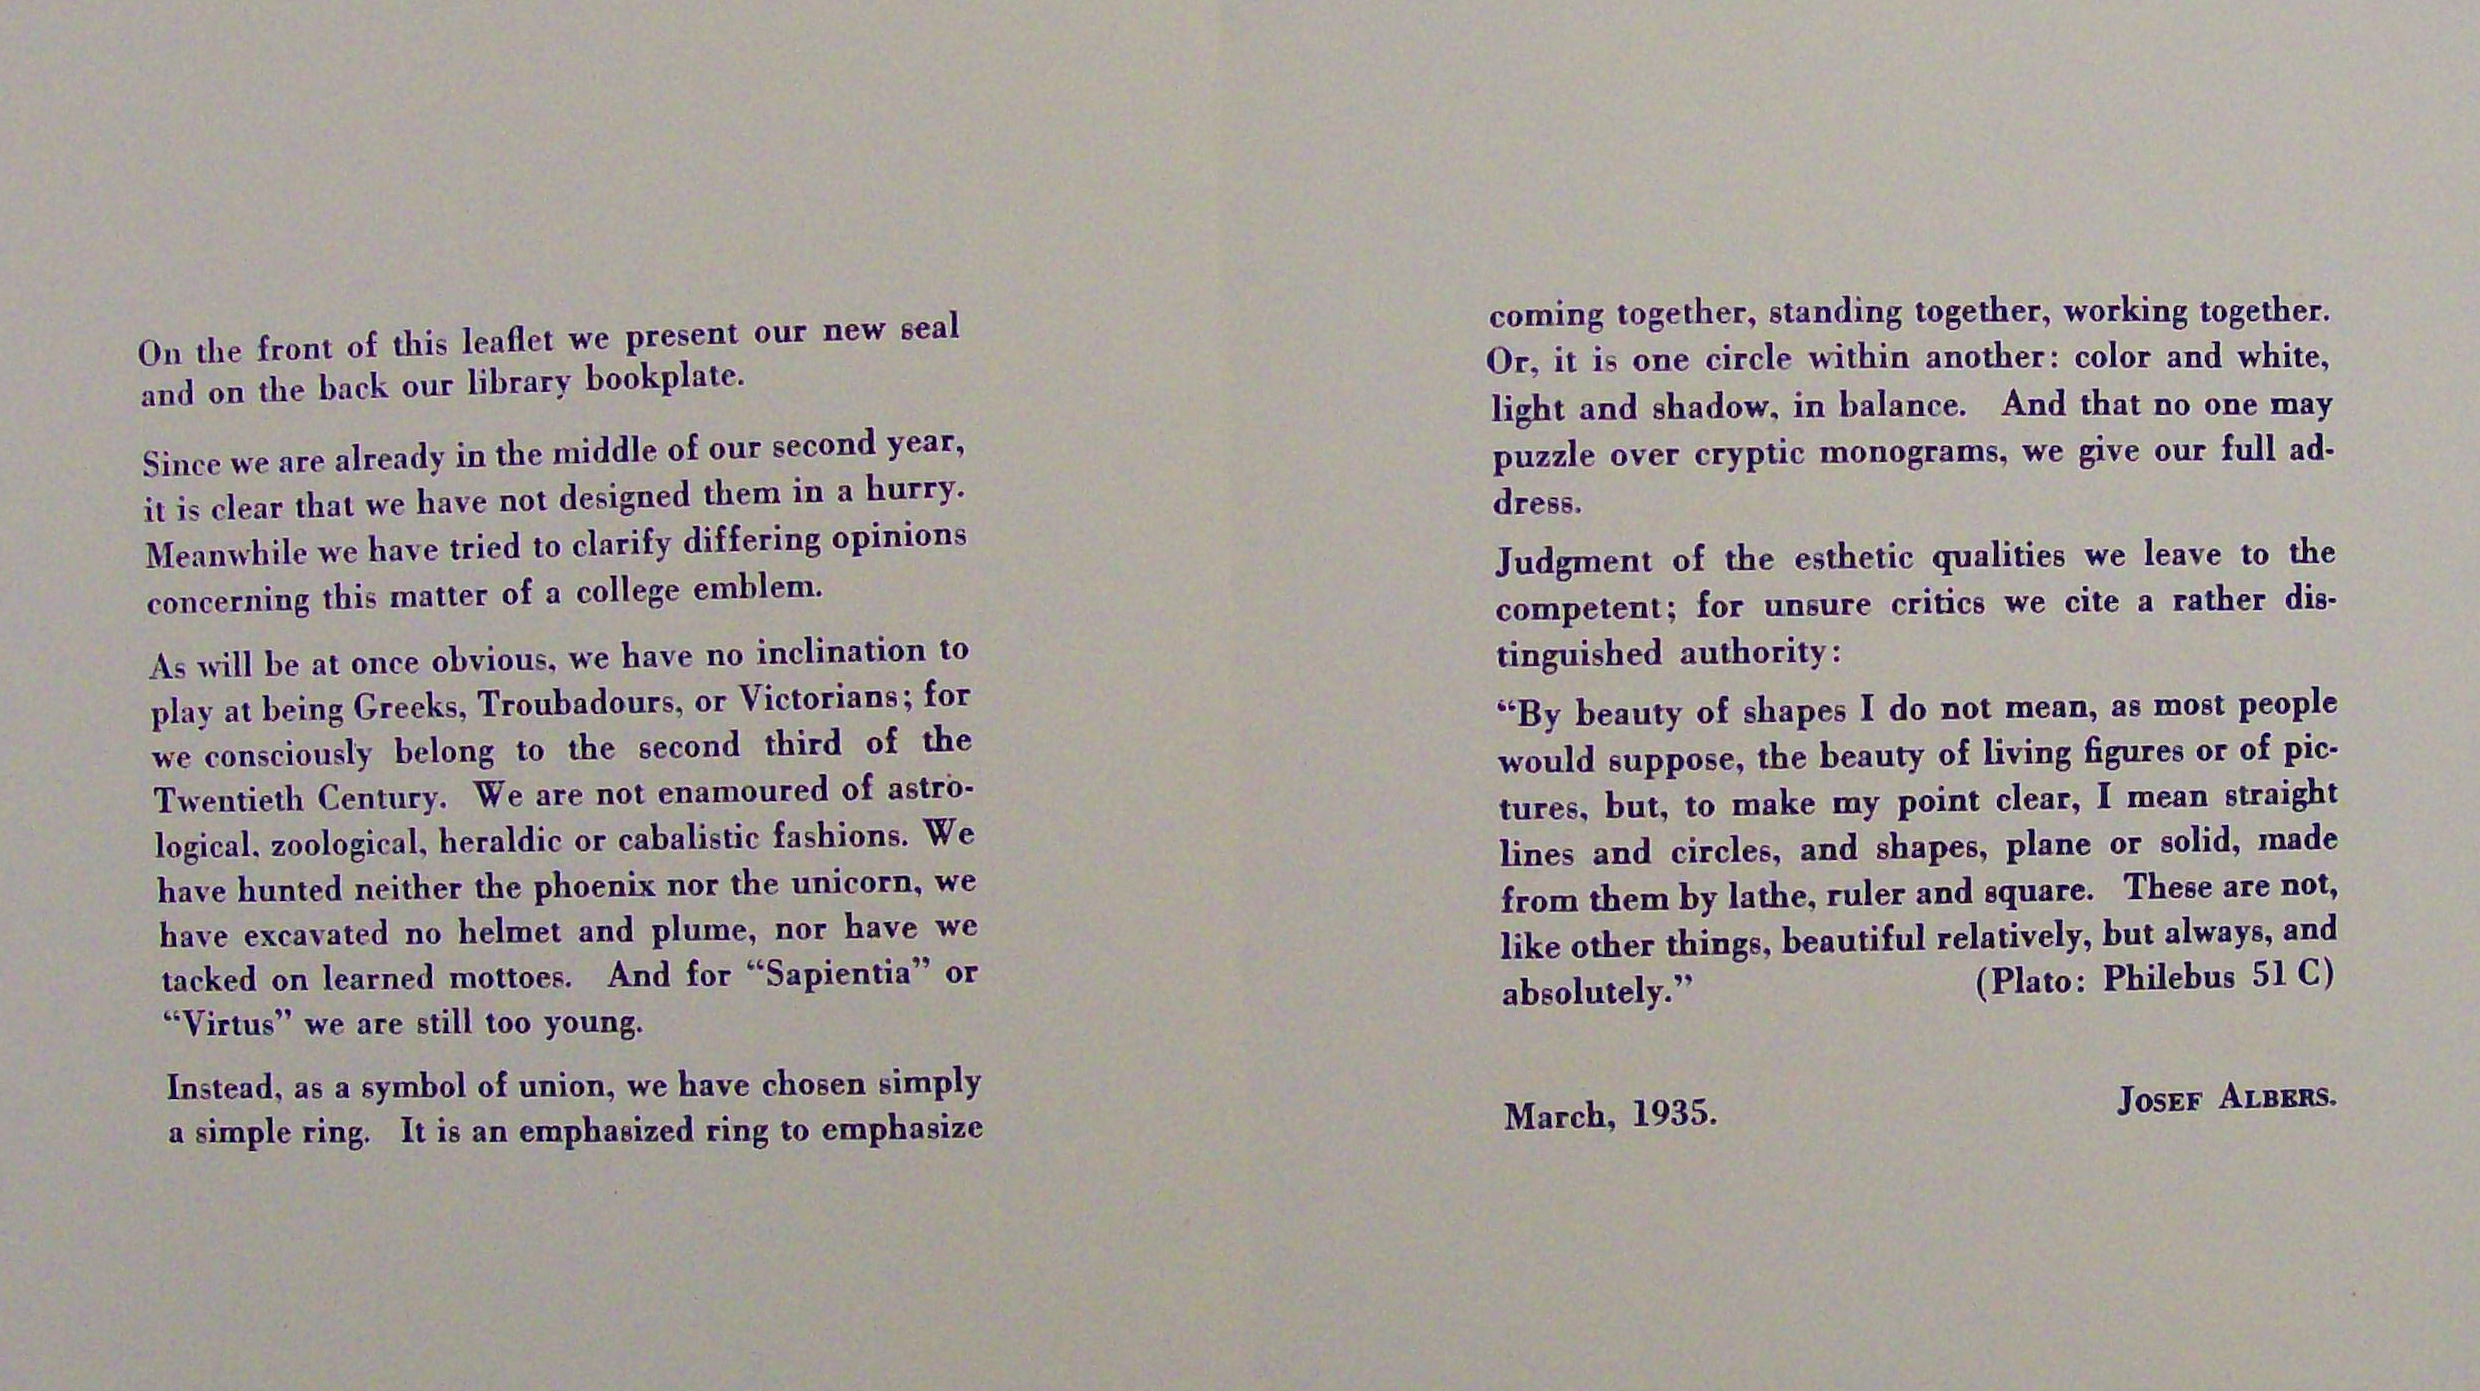 On the front of this leaflet we present our new seal
and on the back our library bookplate.
Since we are already in the middle of our second year,
it is clear that we have not designed them in a hurry.
Meanwhile we have tried to clarify differing opinions
concerning this matter of a college emblem.
As will be at once obvious, we have no inclination to
play at being Greeks, Troubadours, or Victorians; for
we consciously belong to the second third of the
Twentieth Century. We are not enamoured of astro-
logical, zoological, heraldic or cabalistic fashions. We
have hunted neither the phoenix nor the unicorn, we
have excavated no helmet and plume, nor have we
tacked on learned mottoes. And for “Sapientia” or
“Virtus” we are still too young.
Instead, as a symbol of union, we have chosen simply
a simple ring. It is an emphasized ring to emphasize
coming together, standing together, working together.
Or, it is one circle within another: color and white,
light and shadow, in balance. And that no one may
puzzle over cryptic monograms, we give our full ad-
dress.
Judgment of the esthetic qualities we leave to the
competent; for unsure critics we cite a rather dis-
tinguished authority:
“By beauty of shapes I do not mean, as most people
would suppose, the beauty of living figures or of pic-
tures, but, to make my point clear, I mean straight
lines and circles, and shapes, plane or solid, made
from them by lathe, ruler and square. These are not,
like other things, beautiful relatively, but always, and
absolutely.” (Plato: Philebus 51 C)
March, 1935. JOSEF ALBERS.